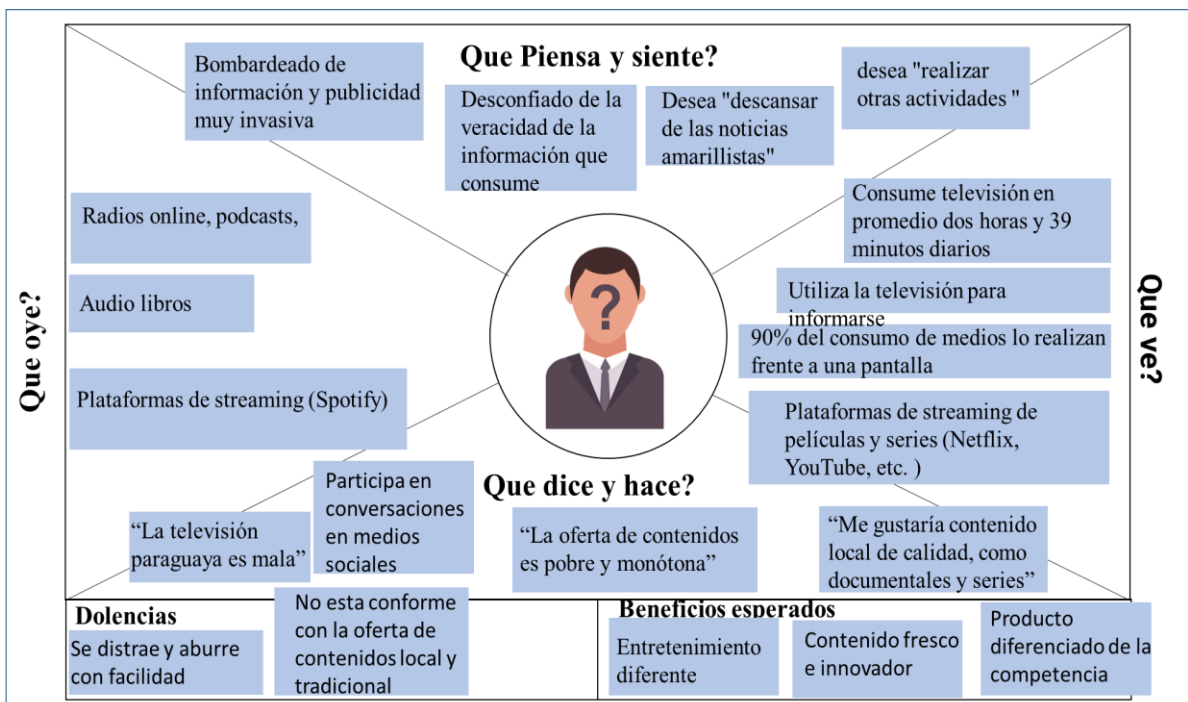 Que Piensa y siente?
Bombardeado de
información y publicidad
muy invasiva
Desconfiado de la
veracidad de la
información que
consume
Desea "descansar
de las noticias
amarillistas"
desea "realizar
otras actividades "
Que oye?
Radios online, podcasts,
Audio libros
Plataformas de streaming (Spotify)
?
Que ve?
Consume televisión en
promedio dos horas y 39
minutos diarios
Utiliza la televisión para
informarse
90% del consumo de medios lo realizan
frente a una pantalla
Plataformas de streaming de
películas y series (Netflix,
YouTube, etc. )
Que dice y hace?
“La televisión
paraguaya es mala”
Participa en
conversaciones
en medios
sociales
“La oferta de contenidos
es pobre y monótona”
“Me gustaría contenido
local de calidad, como
documentales y series”
Dolencias
Se distrae y aburre
con facilidad
No esta conforme
con la oferta de
contenidos local y
tradicional
Beneficios esperados
Entretenimiento
diferente
Contenido fresco
e innovador
Producto
diferenciado de la
competencia